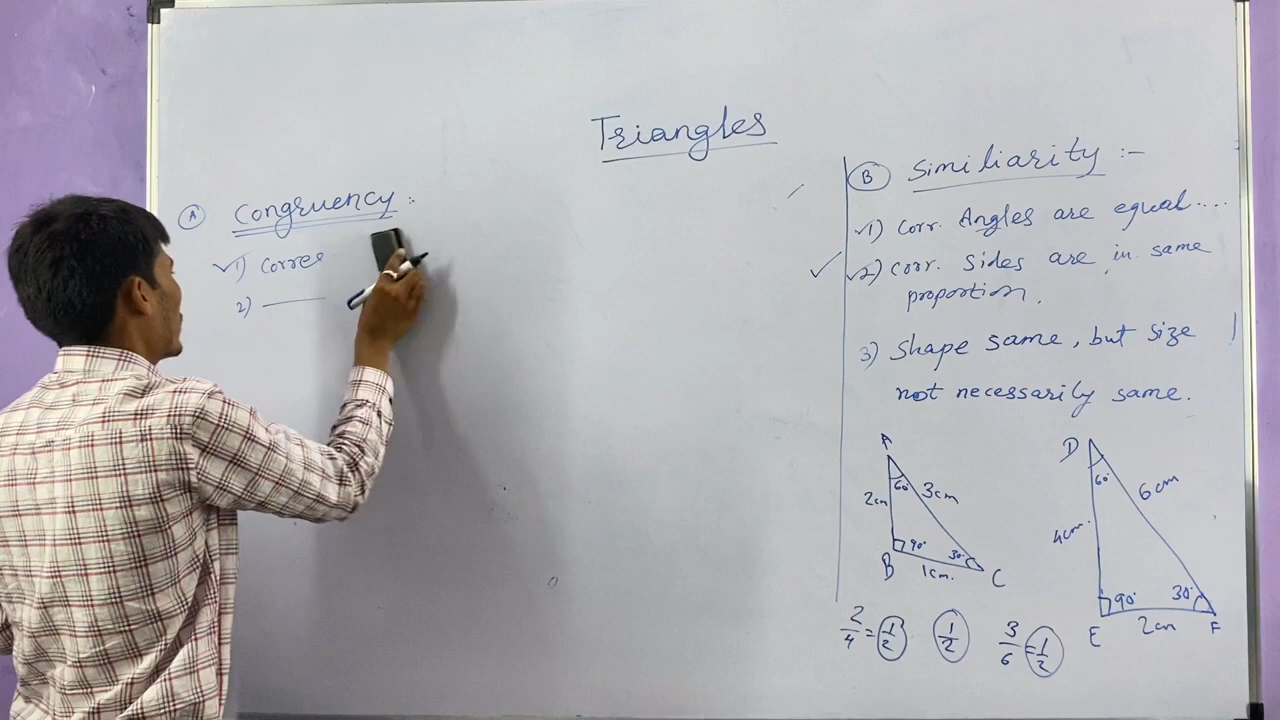 Triangles
A Congruency :
1) Corres
2)
B Similiarity :-
1) Corr. Angles are equal....
2) Corr. Sides are in same
proportion.
3) Shape same, but size
not necessarily same.
A
60°
2cm
3cm
90°
30°
B
1cm.
C
D
60°
6cm
4cm.
90°
30°
E
2cm
F
2/4 = 1/2
1/2
3/6 = 1/2